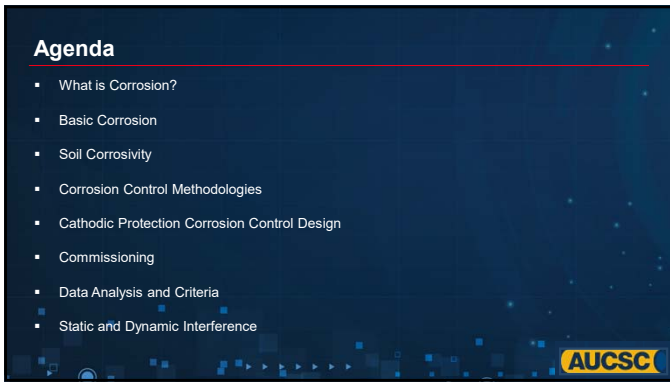 Agenda
▪ What is Corrosion?
▪ Basic Corrosion
▪ Soil Corrosivity
▪ Corrosion Control Methodologies
▪ Cathodic Protection Corrosion Control Design
▪ Commissioning
▪ Data Analysis and Criteria
▪ Static and Dynamic Interference
AUCSC